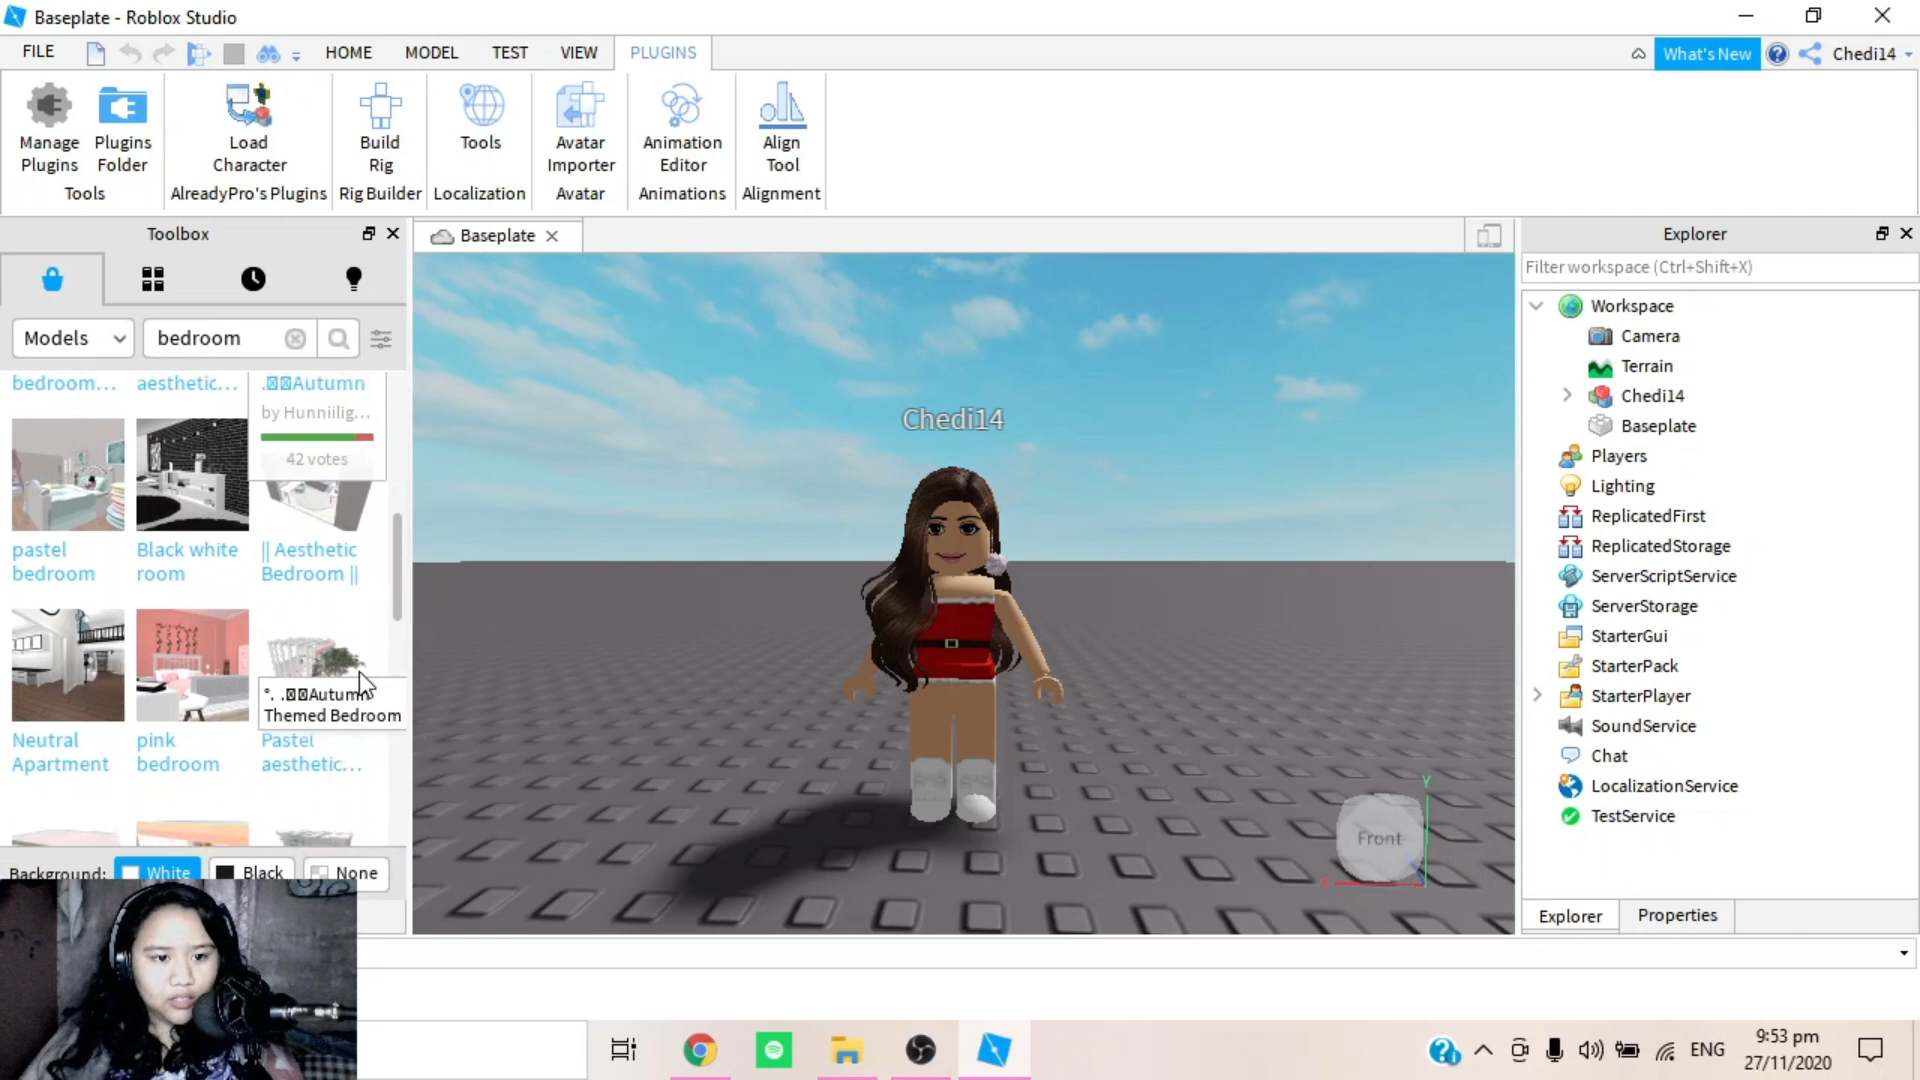 Baseplate - Roblox Studio
FILE HOME MODEL TEST VIEW PLUGINS What's New Chedi14
Manage Plugins
Plugins Folder
Load Character
Build Rig
Tools
Avatar Importer
Animation Editor
Align Tool
Tools AlreadyPro's Plugins Rig Builder Localization Avatar Animations Alignment
Toolbox
Models bedroom
bedroom... aesthetic... .Autumn
by Hunniilig...
42 votes
pastel bedroom
Black white room
|| Aesthetic Bedroom ||
°. .Autumn
Themed Bedroom
Neutral Apartment
pink bedroom
Pastel aesthetic...
Background: White Black None
Baseplate
Chedi14
Front
Y
X
Explorer
Filter workspace (Ctrl+Shift+X)
Workspace
Camera
Terrain
Chedi14
Baseplate
Players
Lighting
ReplicatedFirst
ReplicatedStorage
ServerScriptService
ServerStorage
StarterGui
StarterPack
StarterPlayer
SoundService
Chat
LocalizationService
TestService
Explorer Properties
ENG
9:53 pm
27/11/2020